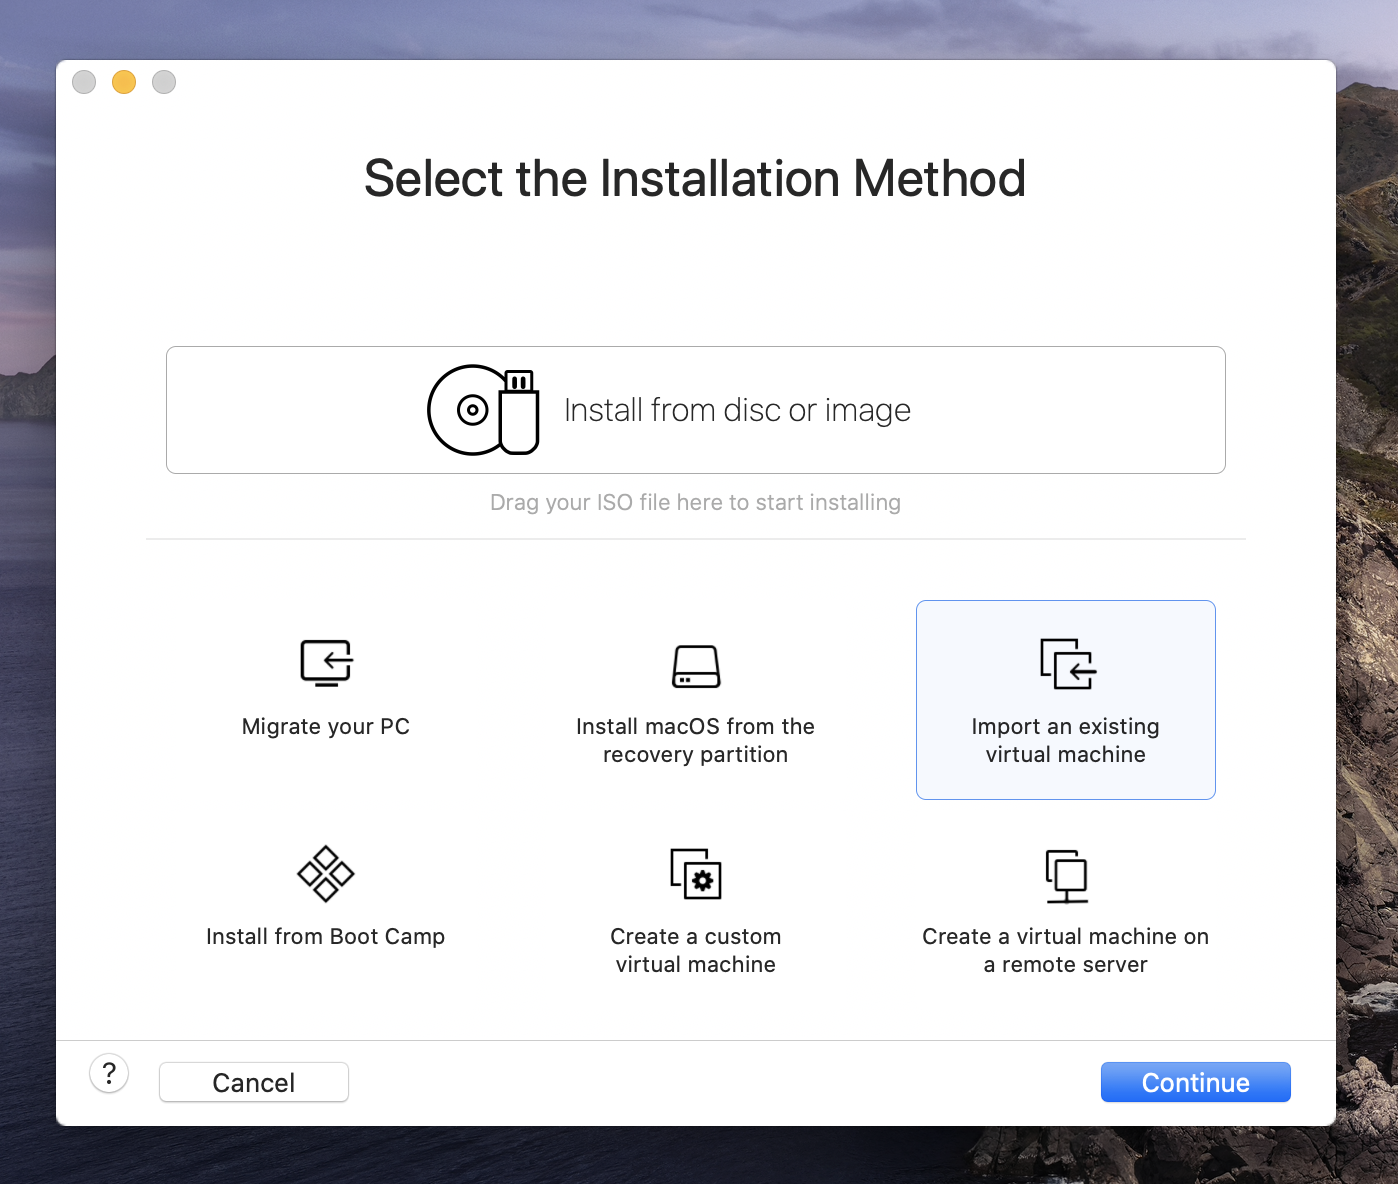 Select the Installation Method
Install from disc or image
Drag your ISO file here to start installing
Migrate your PC
Install macOS from the
recovery partition
Import an existing
virtual machine
Install from Boot Camp
Create a custom
virtual machine
Create a virtual machine on
a remote server
?
Cancel
Continue